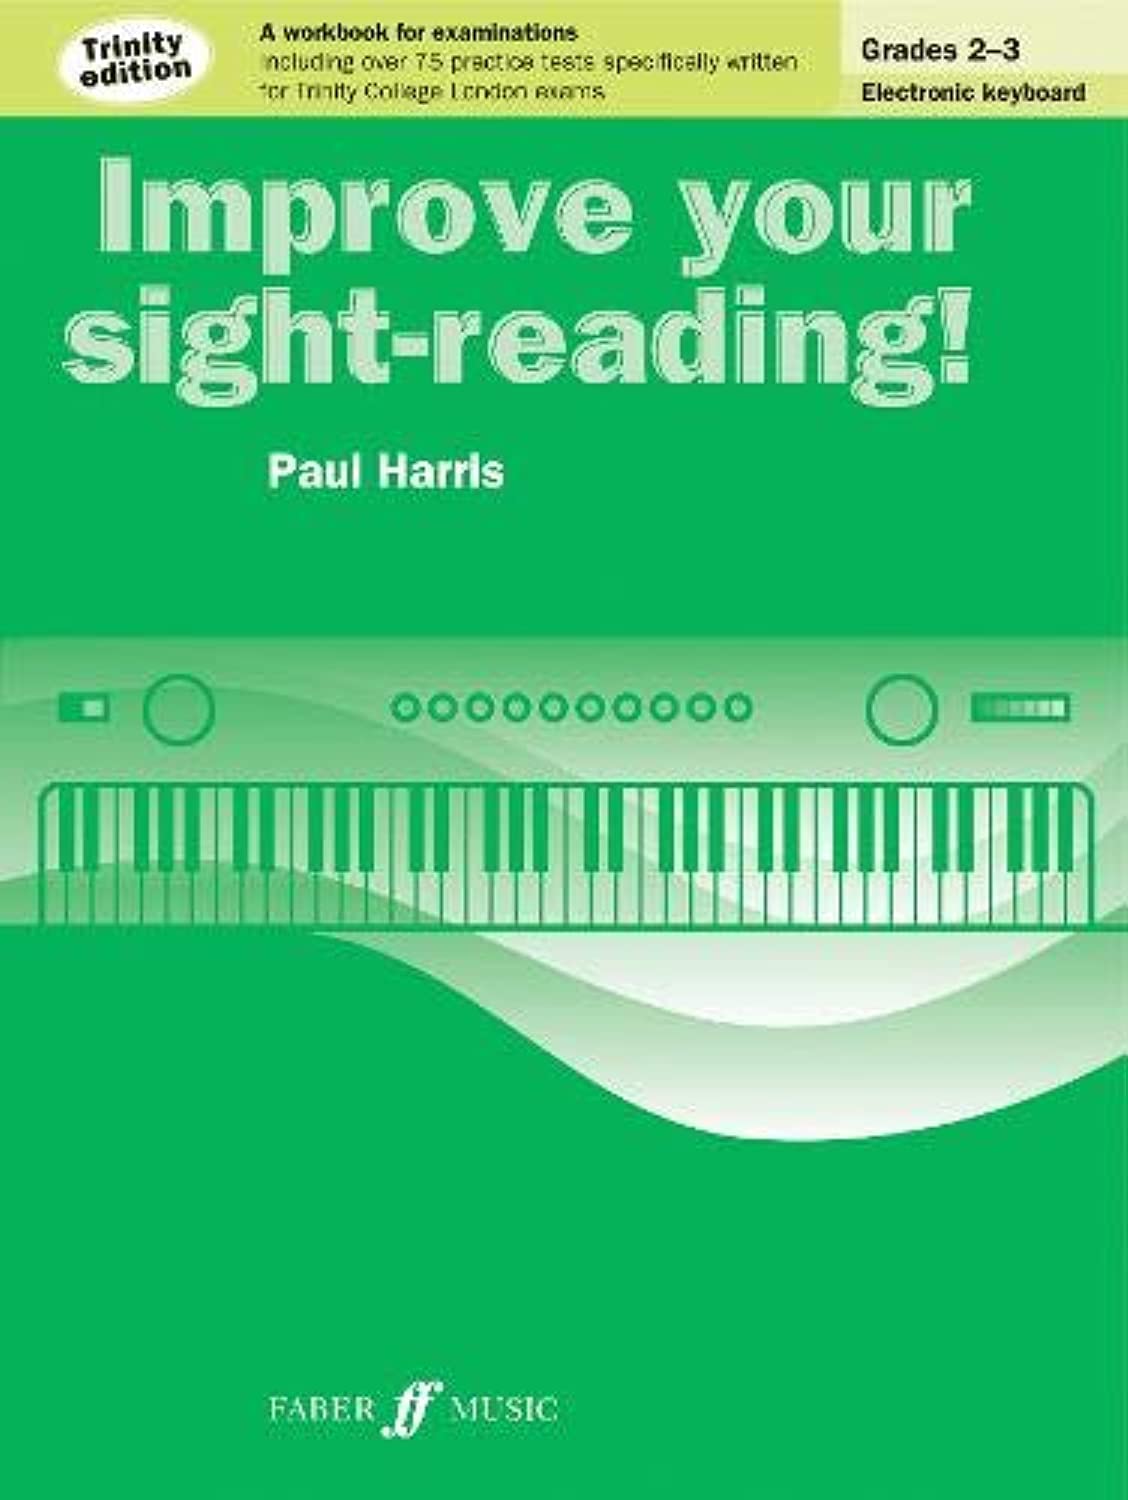 Trinity
edition
A workbook for examinations
Including over 75 practice tests specifically written
for Trinity College London exams
Grades 2–3
Electronic keyboard
Improve your
sight-reading!
Paul Harris
FABER ff MUSIC